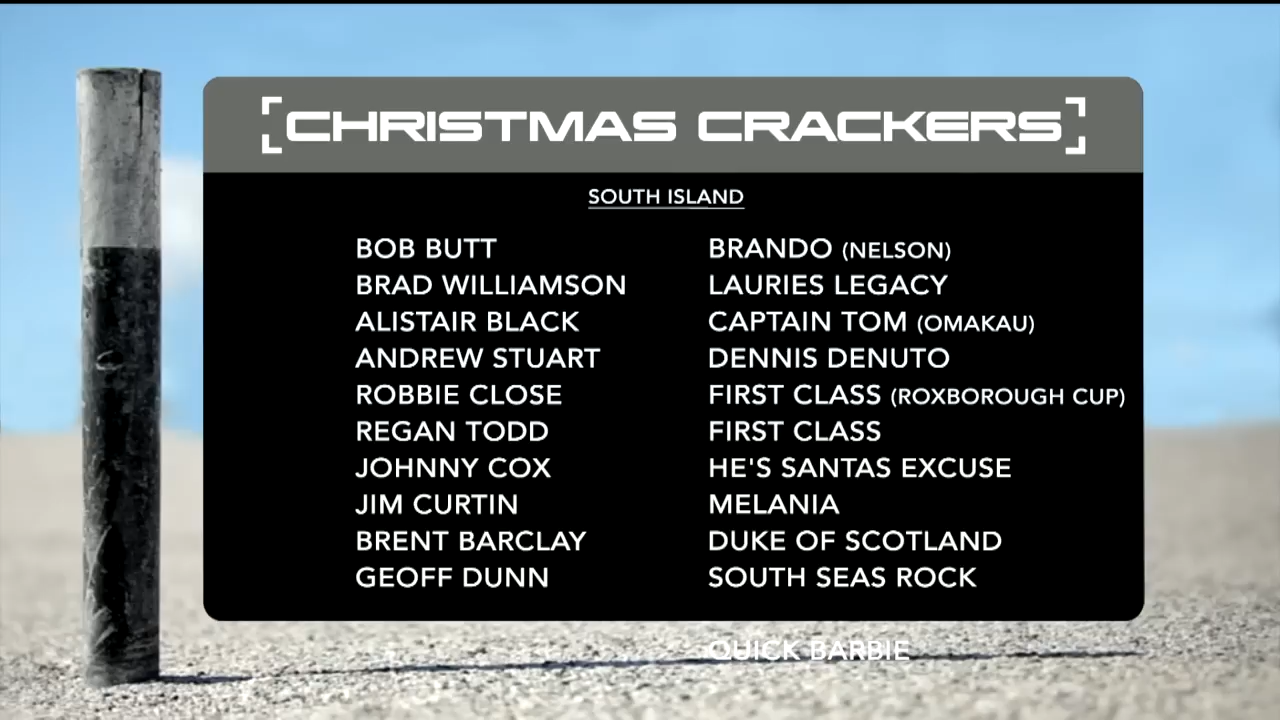 [CHRISTMAS CRACKERS]
SOUTH ISLAND
BOB BUTT BRANDO (NELSON)
BRAD WILLIAMSON LAURIES LEGACY
ALISTAIR BLACK CAPTAIN TOM (OMAKAU)
ANDREW STUART DENNIS DENUTO
ROBBIE CLOSE FIRST CLASS (ROXBOROUGH CUP)
REGAN TODD FIRST CLASS
JOHNNY COX HE'S SANTAS EXCUSE
JIM CURTIN MELANIA
BRENT BARCLAY DUKE OF SCOTLAND
GEOFF DUNN SOUTH SEAS ROCK
QUICK BARBIE